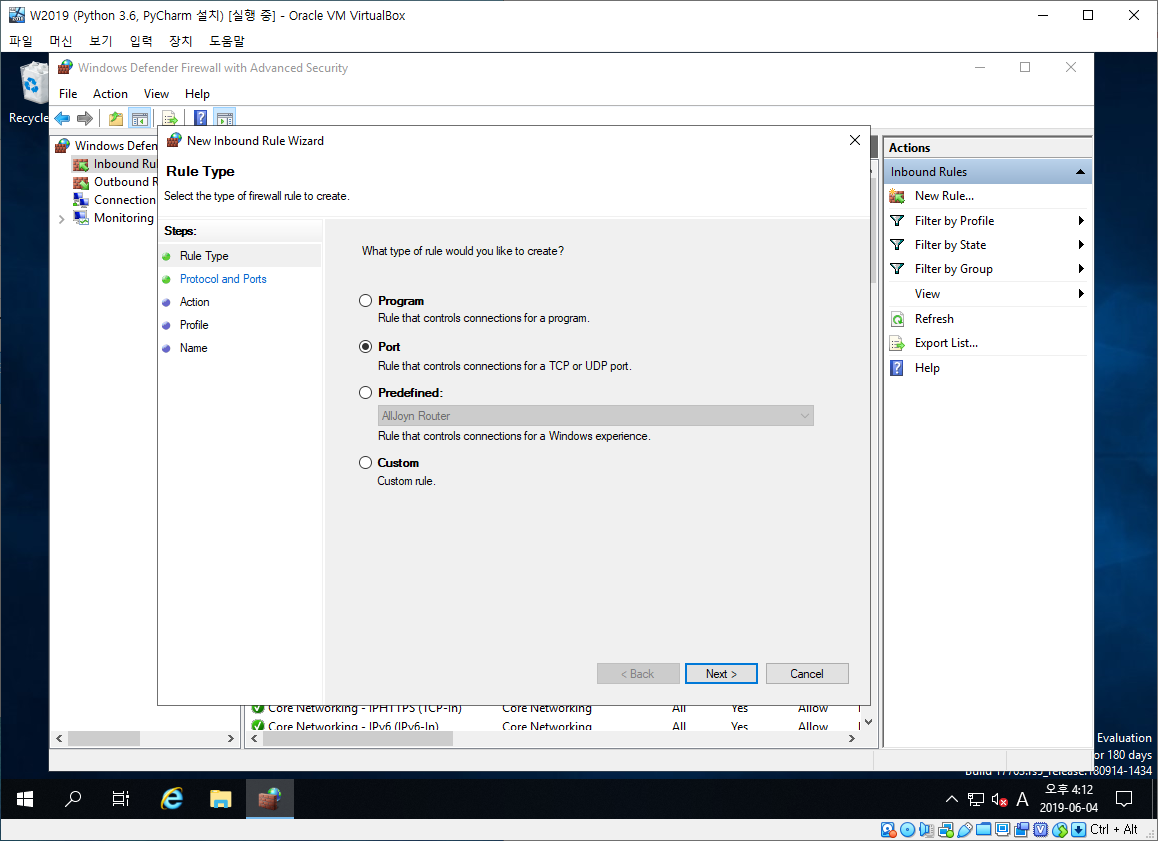 W2019 (Python 3.6, PyCharm 설치) [실행 중] - Oracle VM VirtualBox
파일 머신 보기 입력 장치 도움말
Recycle
Windows Defender Firewall with Advanced Security
File Action View Help
Windows Defen
Inbound Ru
Outbound R
Connection
Monitoring
New Inbound Rule Wizard
Rule Type
Select the type of firewall rule to create.
Steps:
Rule Type
Protocol and Ports
Action
Profile
Name
What type of rule would you like to create?
Program
Rule that controls connections for a program.
Port
Rule that controls connections for a TCP or UDP port.
Predefined:
AllJoyn Router
Rule that controls connections for a Windows experience.
Custom
Custom rule.
< Back Next > Cancel
Core Networking - IPHTTPS (TCP-In) Core Networking All Yes Allow
Core Networking - IPv6 (IPv6-In) Core Networking All Yes Allow
Actions
Inbound Rules
New Rule...
Filter by Profile
Filter by State
Filter by Group
View
Refresh
Export List...
Help
Evaluation
or 180 days
Build 17763.rs5_release.180914-1434
A
오후 4:12
2019-06-04
Ctrl + Alt